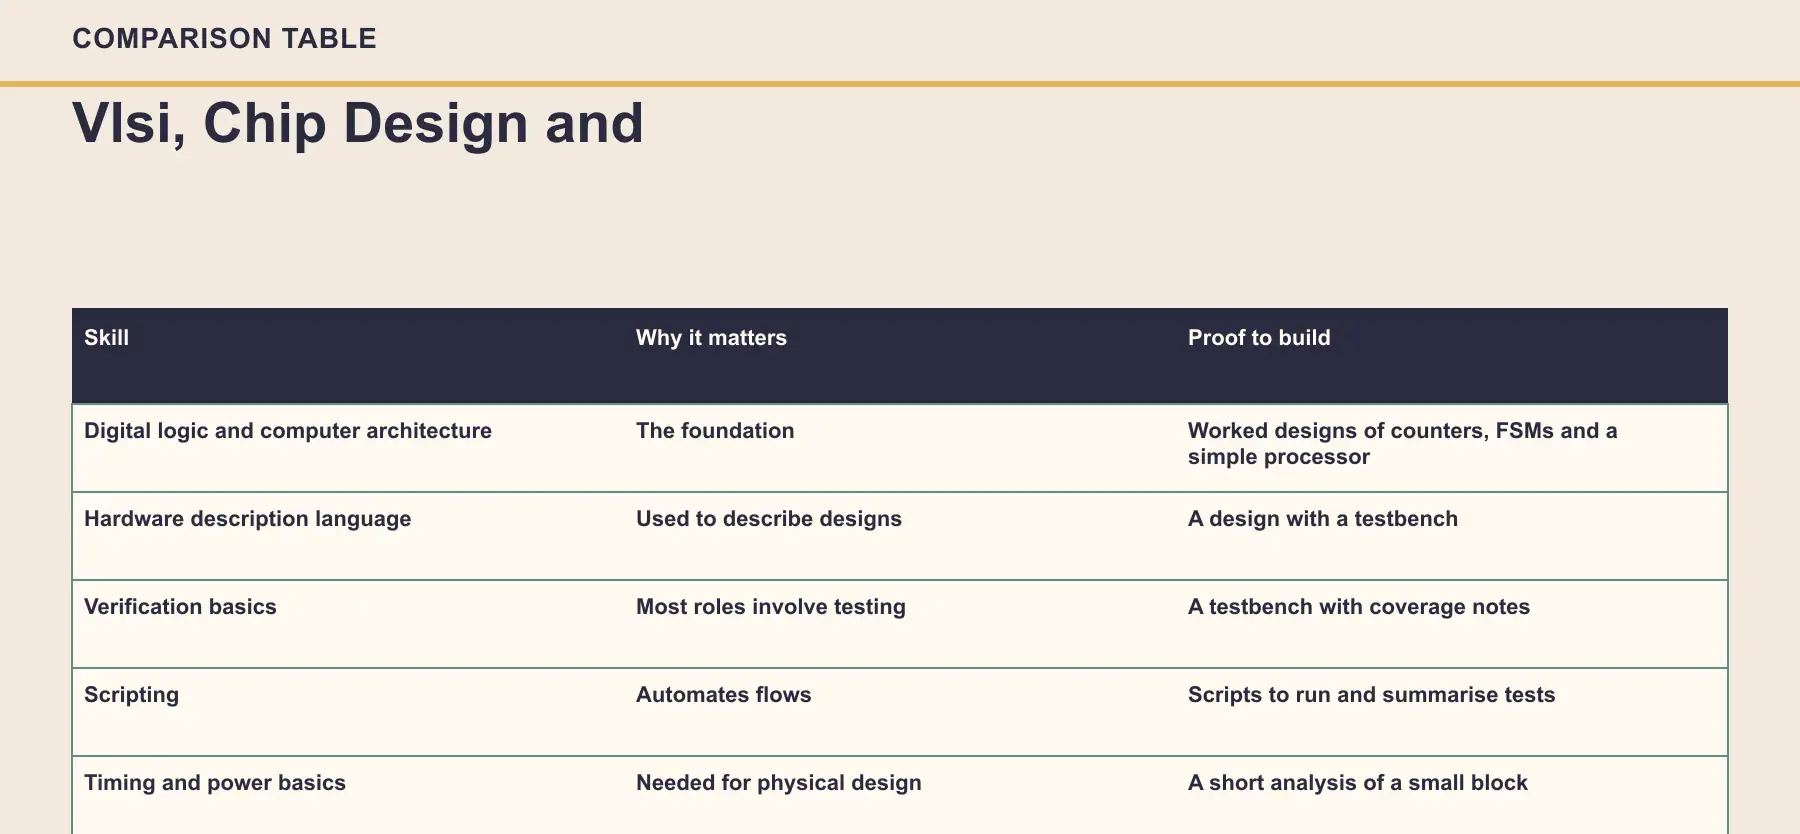 COMPARISON TABLE
Vlsi, Chip Design and
Skill Why it matters Proof to build
Digital logic and computer architecture The foundation Worked designs of counters, FSMs and a
simple processor
Hardware description language Used to describe designs A design with a testbench
Verification basics Most roles involve testing A testbench with coverage notes
Scripting Automates flows Scripts to run and summarise tests
Timing and power basics Needed for physical design A short analysis of a small block